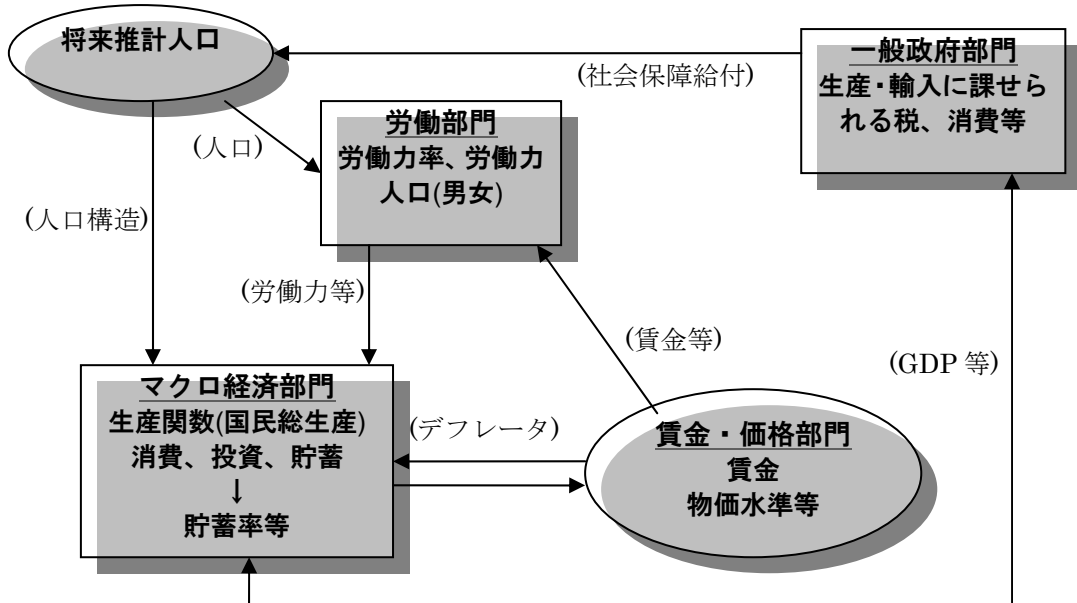 将来推計人口
一般政府部門
生産・輸入に課せら
れる税、消費等
(社会保障給付)
(人口)
労働部門
労働力率、労働力
人口(男女)
(人口構造)
(労働力等)
(賃金等)
(GDP 等)
マクロ経済部門
生産関数(国民総生産)
消費、投資、貯蓄
↓
貯蓄率等
(デフレータ)
賃金・価格部門
賃金
物価水準等